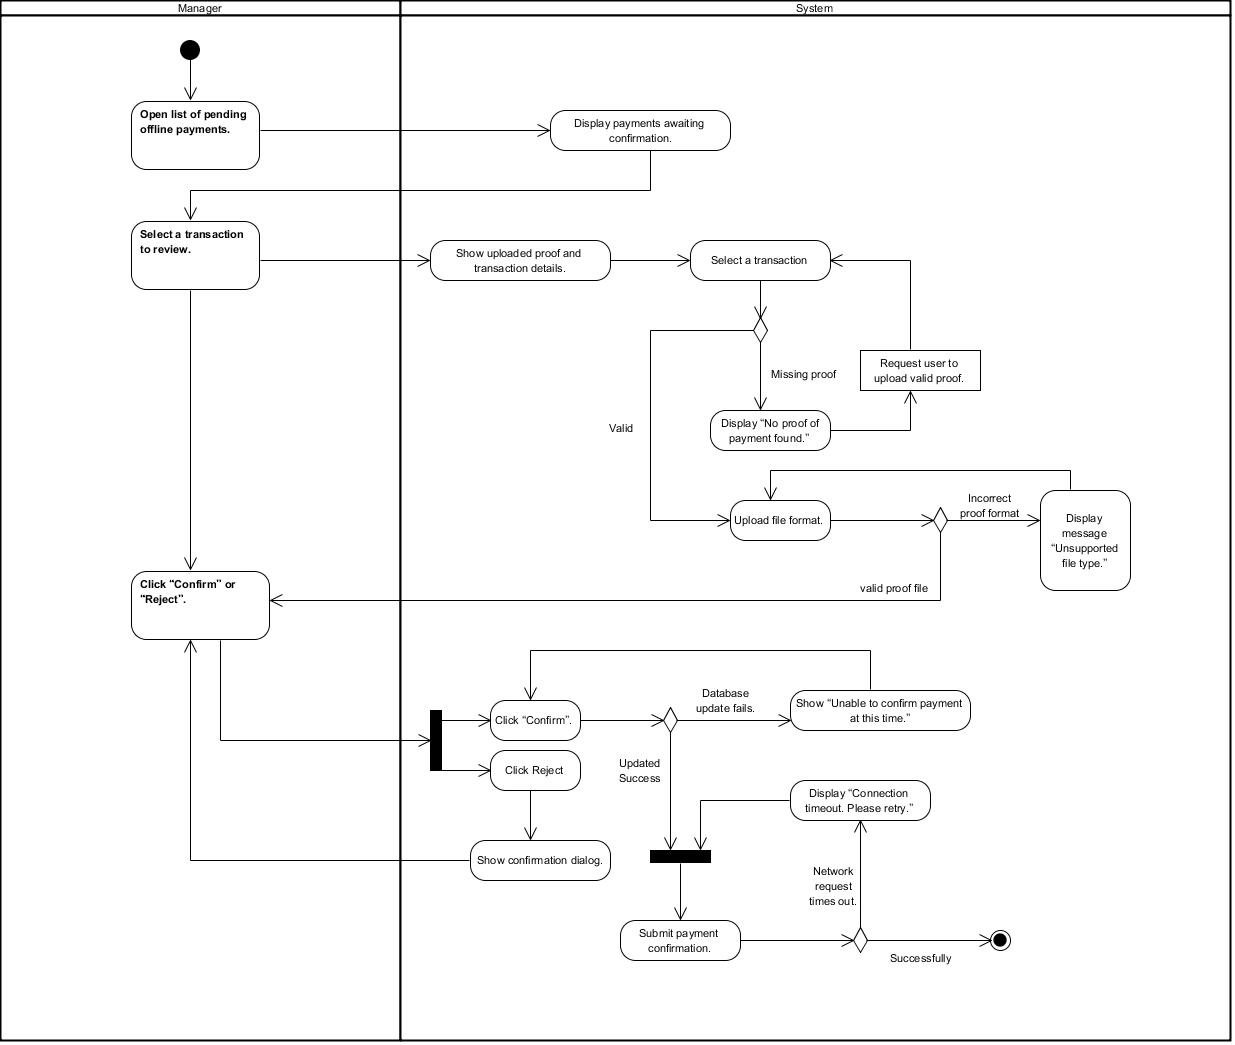 Manager
System
Open list of pending
offline payments.
Display payments awaiting
confirmation.
Select a transaction
to review.
Show uploaded proof and
transaction details.
Select a transaction
Missing proof
Request user to
upload valid proof.
Valid
Display “No proof of
payment found.”
Upload file format.
Incorrect
proof format
Display
message
“Unsupported
file type.”
Click “Confirm” or
“Reject”.
valid proof file
Click “Confirm”.
Database
update fails.
Show “Unable to confirm payment
at this time.”
Click Reject
Updated
Success
Display “Connection
timeout. Please retry.”
Show confirmation dialog.
Network
request
times out.
Submit payment
confirmation.
Successfully